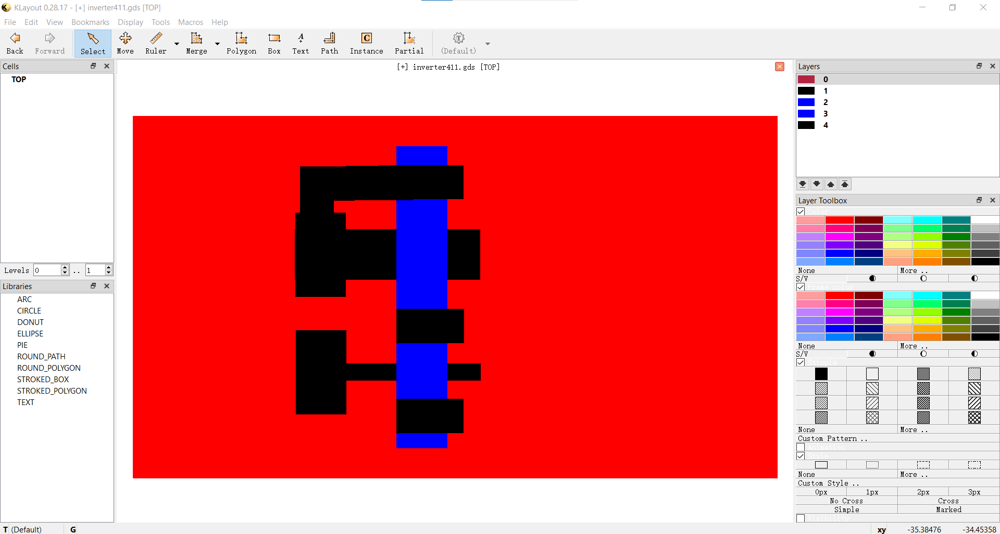 KLayout 0.28.17 - [+] inverter411.gds [TOP]
File Edit View Bookmarks Display Tools Macros Help
Back Forward Select Move Ruler Merge Polygon Box Text Path Instance Partial (Default)
Cells
TOP
Levels 0 .. 1
Libraries
ARC
CIRCLE
DONUT
ELLIPSE
PIE
ROUND_PATH
ROUND_POLYGON
STROKED_BOX
STROKED_POLYGON
TEXT
[+] inverter411.gds [TOP]
Layers
0
1
2
3
4
Layer Toolbox
Color
None More ..
S/V
Frame color
None More ..
S/V
Stipple
None More ..
Custom Pattern ..
Animation
Style
None More ..
Custom Style ..
0px 1px 2px 3px
No Cross Cross
Simple Marked
Visibility
T (Default) G xy -35.38476 -34.45358